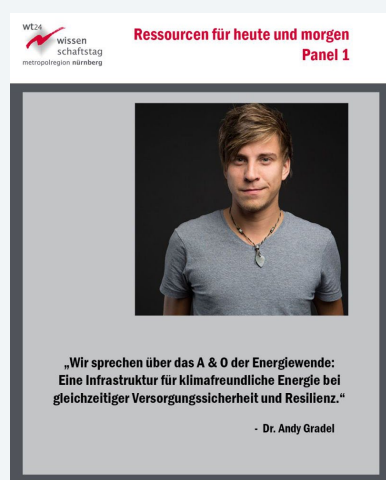 wt24
wissen
schaftstag
metropolregion nürnberg
Ressourcen für heute und morgen
Panel 1
„Wir sprechen über das A & O der Energiewende:
Eine Infrastruktur für klimafreundliche Energie bei
gleichzeitiger Versorgungssicherheit und Resilienz.“
- Dr. Andy Gradel